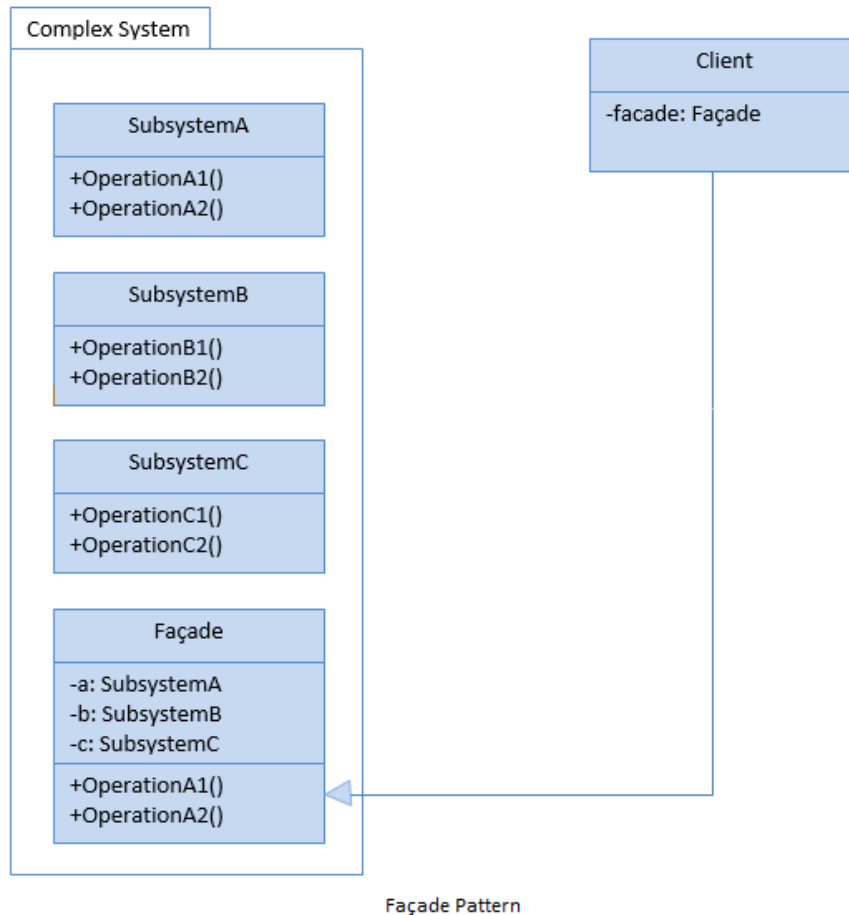 Complex System
SubsystemA
+OperationA1()
+OperationA2()
SubsystemB
+OperationB1()
+OperationB2()
SubsystemC
+OperationC1()
+OperationC2()
Façade
-a: SubsystemA
-b: SubsystemB
-c: SubsystemC
+OperationA1()
+OperationA2()
Client
-facade: Façade
Façade Pattern